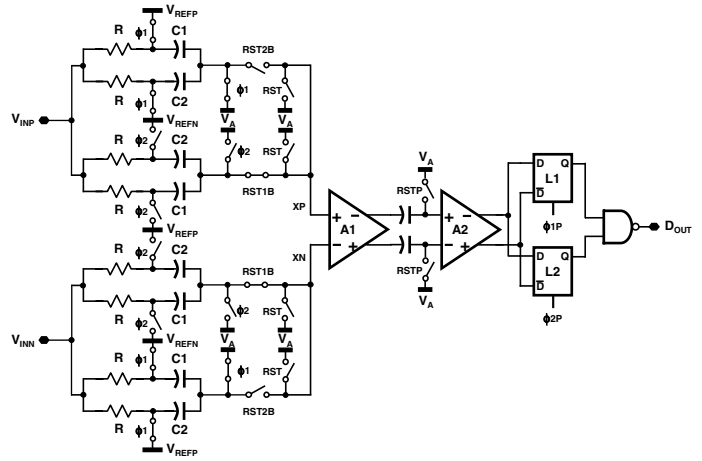 V_REFP
R ϕ1 C1
RST2B
R ϕ1 C2
ϕ1 RST
V_INP
V_REFN
V_A V_A
R ϕ2 C2
ϕ2 RST
R ϕ2 C1
RST1B
V_REFP
XP
R ϕ2 C2
XN
RST1B
R ϕ2 C1
ϕ2 RST
V_INN
V_REFN
V_A V_A
R ϕ1 C1
ϕ1 RST
R ϕ1 C2
RST2B
V_REFP
+ − A1 − +
V_A
RSTP
RSTP
V_A
+ − A2 − +
D Q
L1
D̅
ϕ1P
D Q
L2
D̅
ϕ2P
D_OUT